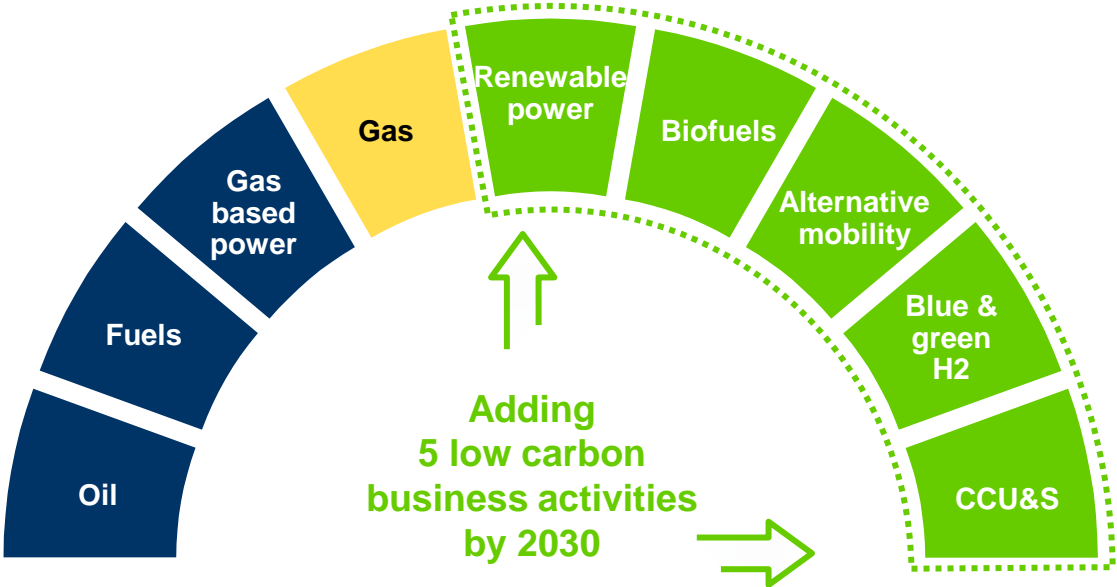 Oil
Fuels
Gas
based
power
Gas
Renewable
power
Biofuels
Alternative
mobility
Blue &
green
H2
CCU&S
Adding
5 low carbon
business activities
by 2030